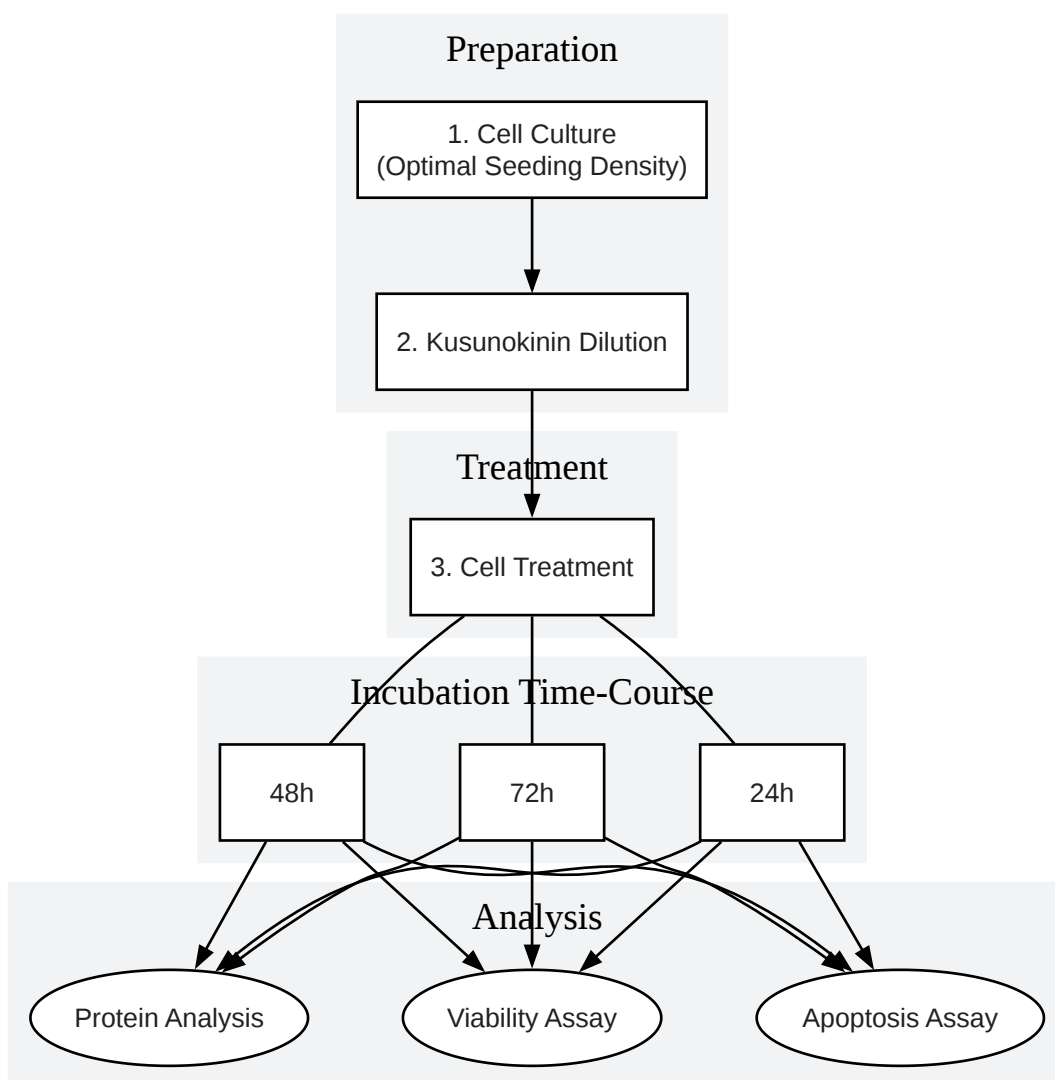 Preparation
1. Cell Culture
(Optimal Seeding Density)
2. Kusunokinin Dilution
Treatment
3. Cell Treatment
Incubation Time-Course
48h
72h
24h
Analysis
Protein Analysis
Viability Assay
Apoptosis Assay